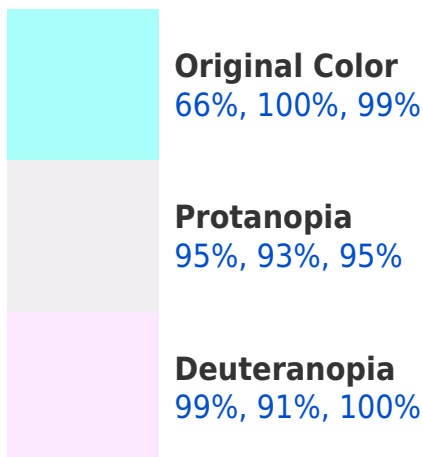 Original Color
66%, 100%, 99%
Protanopia
95%, 93%, 95%
Deuteranopia
99%, 91%, 100%